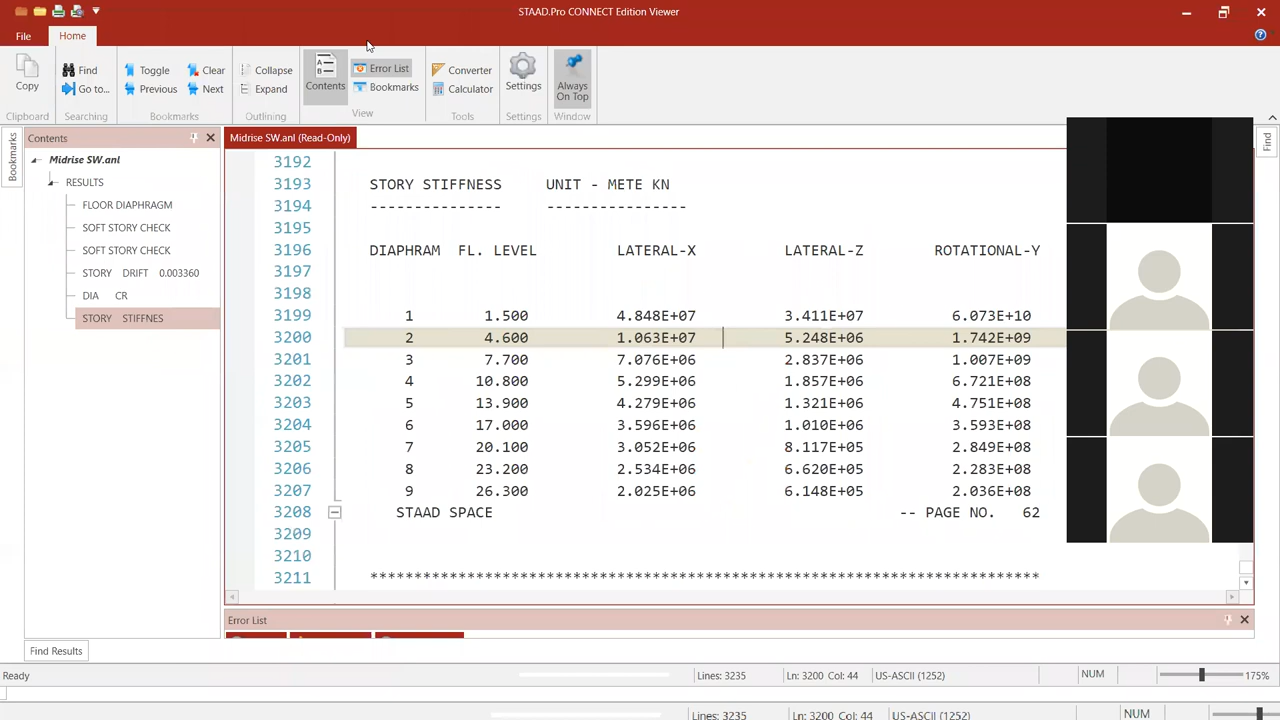 STAAD.Pro CONNECT Edition Viewer
File Home
Copy Find Go to... Toggle Previous Clear Next Collapse Expand Contents Error List Bookmarks Converter Calculator Settings Always On Top
Clipboard Searching Bookmarks Outlining View Tools Settings Window
Bookmarks
Contents
Midrise SW.anl
RESULTS
FLOOR DIAPHRAGM
SOFT STORY CHECK
SOFT STORY CHECK
STORY DRIFT 0.003360
DIA CR
STORY STIFFNES
Find Results
Midrise SW.anl (Read-Only)
Find
3192
3193 STORY STIFFNESS UNIT - METE KN
3194 --------------- ----------------
3195
3196 DIAPHRAM FL. LEVEL LATERAL-X LATERAL-Z ROTATIONAL-Y
3197
3198
3199 1 1.500 4.848E+07 3.411E+07 6.073E+10
3200 2 4.600 1.063E+07 5.248E+06 1.742E+09
3201 3 7.700 7.076E+06 2.837E+06 1.007E+09
3202 4 10.800 5.299E+06 1.857E+06 6.721E+08
3203 5 13.900 4.279E+06 1.321E+06 4.751E+08
3204 6 17.000 3.596E+06 1.010E+06 3.593E+08
3205 7 20.100 3.052E+06 8.117E+05 2.849E+08
3206 8 23.200 2.534E+06 6.620E+05 2.283E+08
3207 9 26.300 2.025E+06 6.148E+05 2.036E+08
3208 STAAD SPACE -- PAGE NO. 62
3209
3210
3211 ****************************************************************************
Error List
Ready Lines: 3235 Ln: 3200 Col: 44 US-ASCII (1252) NUM 175%
Lines: 3235 Ln: 3200 Col: 44 US-ASCII (1252) NUM